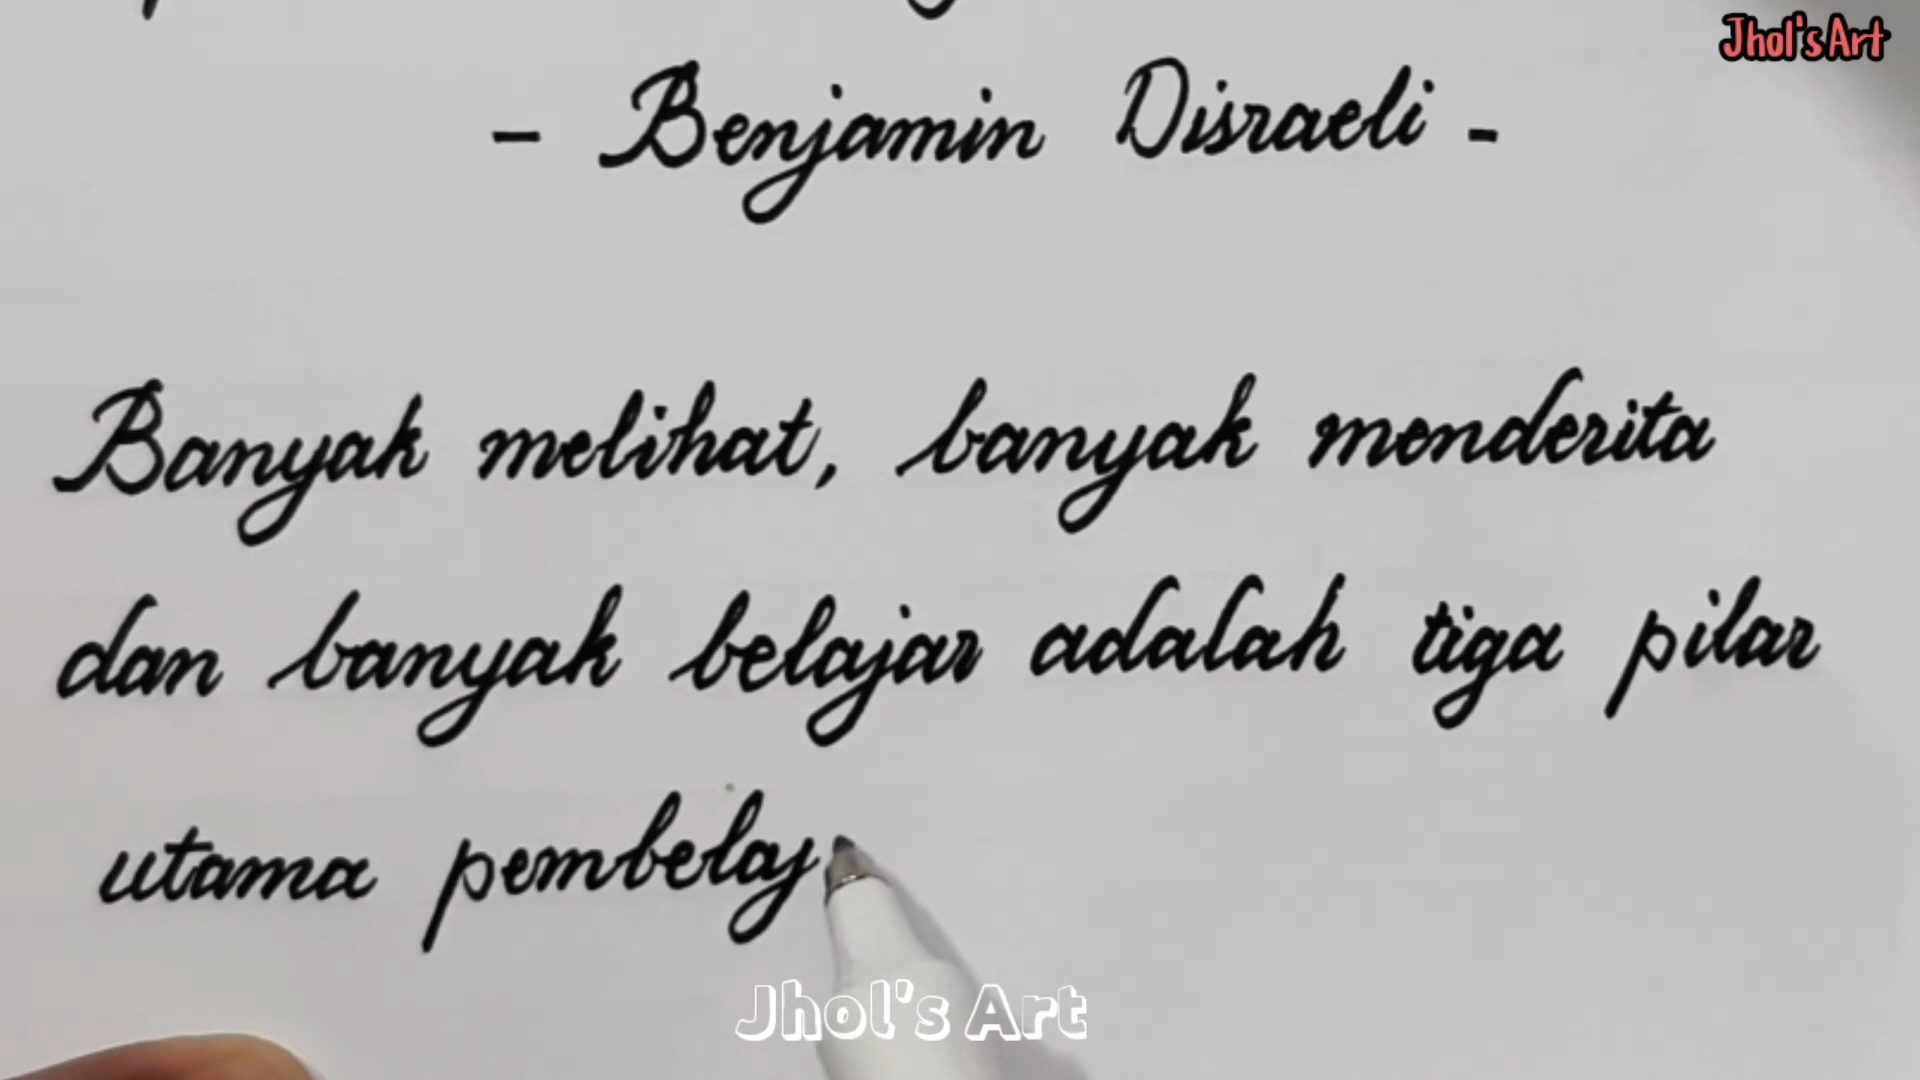 Jhol's Art
- Benjamin Disraeli -
Banyak melihat, banyak menderita
dan banyak belajar adalah tiga pilar
utama pembelaj
Jhol's Art